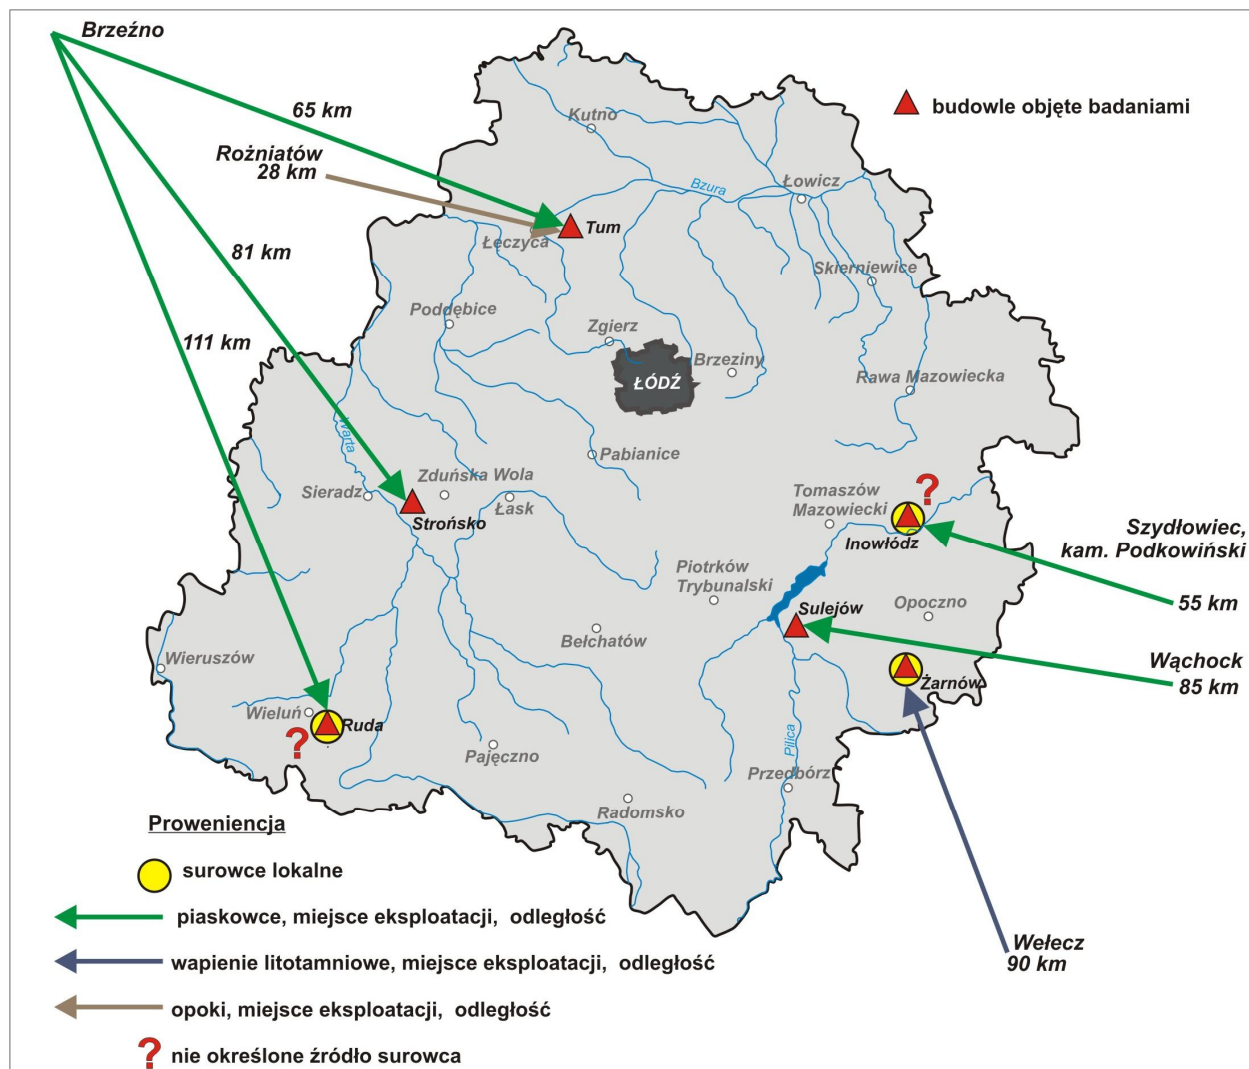 Brzeźno
65 km
Rożniatów
28 km
81 km
111 km
budowle objęte badaniami
Kutno
Bzura
Łowicz
Tum
Łęczyca
Skierniewice
Poddębice
Zgierz
Brzeziny
ŁÓDŹ
Rawa Mazowiecka
Warta
Pabianice
Zduńska Wola
Sieradz
Łask
Strońsko
Tomaszów
Mazowiecki
?
Inowłódz
Szydłowiec,
kam. Podkowiński
55 km
Piotrków
Trybunalski
Sulejów
Opoczno
Bełchatów
Wąchock
85 km
Wieruszów
Żarnów
Wieluń
Ruda
?
Pajęczno
Pilica
Przedbórz
Radomsko
Wełecz
90 km
Proweniencja
surowce lokalne
piaskowce, miejsce eksploatacji, odległość
wapienie litotamniowe, miejsce eksploatacji, odległość
opoki, miejsce eksploatacji, odległość
? nie określone źródło surowca